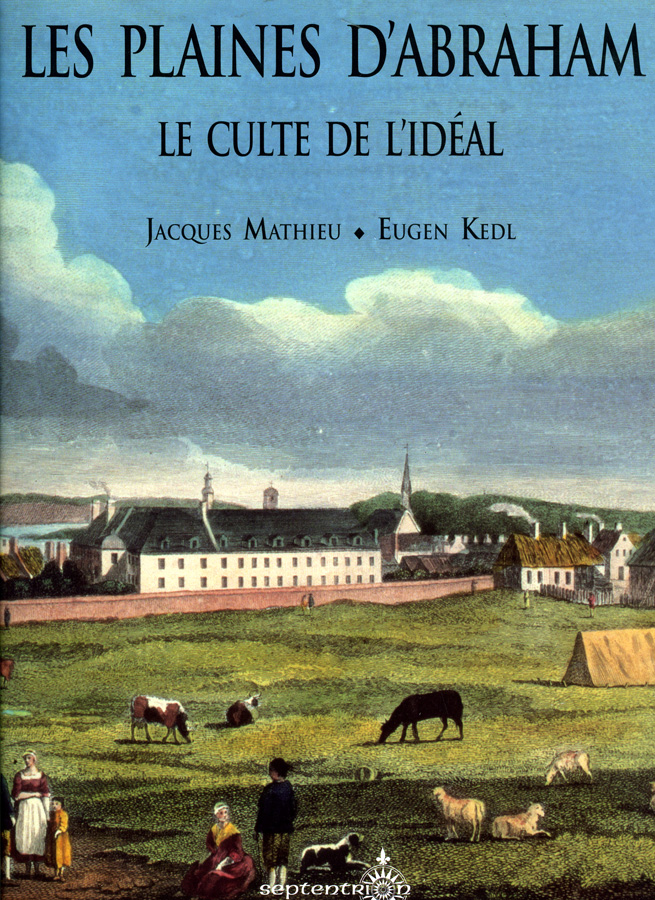 LES PLAINES D'ABRAHAM
LE CULTE DE L'IDÉAL
JACQUES MATHIEU ◆ EUGEN KEDL
septentrion